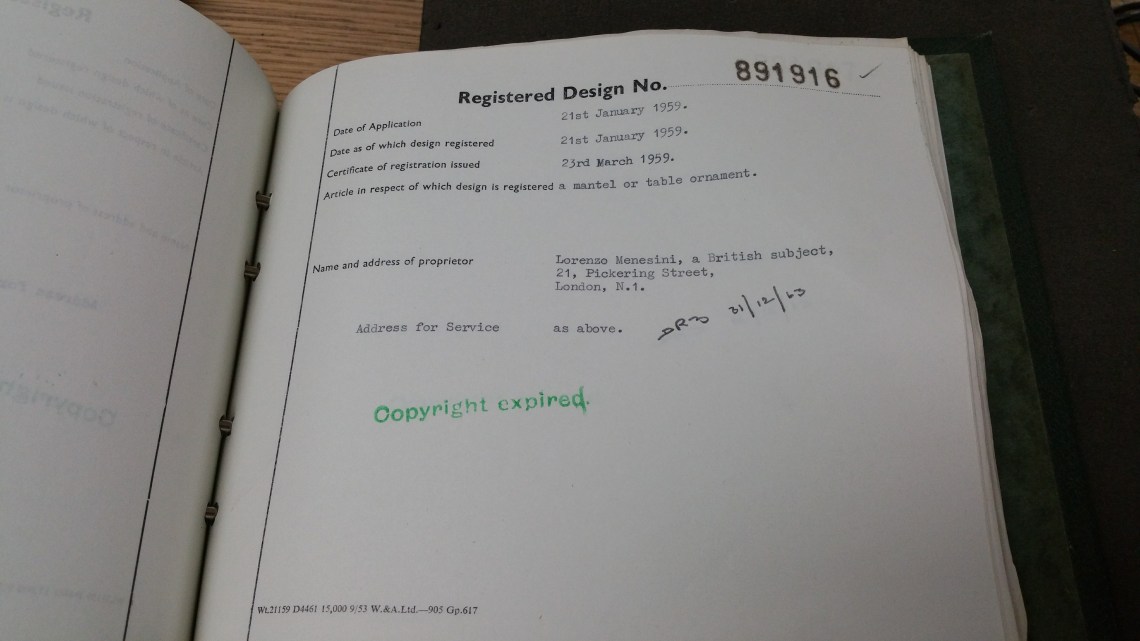 Registered Design No. 891916
Date of Application 21st January 1959.
Date as of which design registered 21st January 1959.
Certificate of registration issued 23rd March 1959.
Article in respect of which design is registered a mantel or table ornament.
Name and address of proprietor Lorenzo Menesini, a British subject,
21, Pickering Street,
London, N.1.
Address for Service as above. 31/12/63
Copyright expired.
Wt.21159 D4461 15,000 9/53 W.&A.Ltd.—905 Gp.617